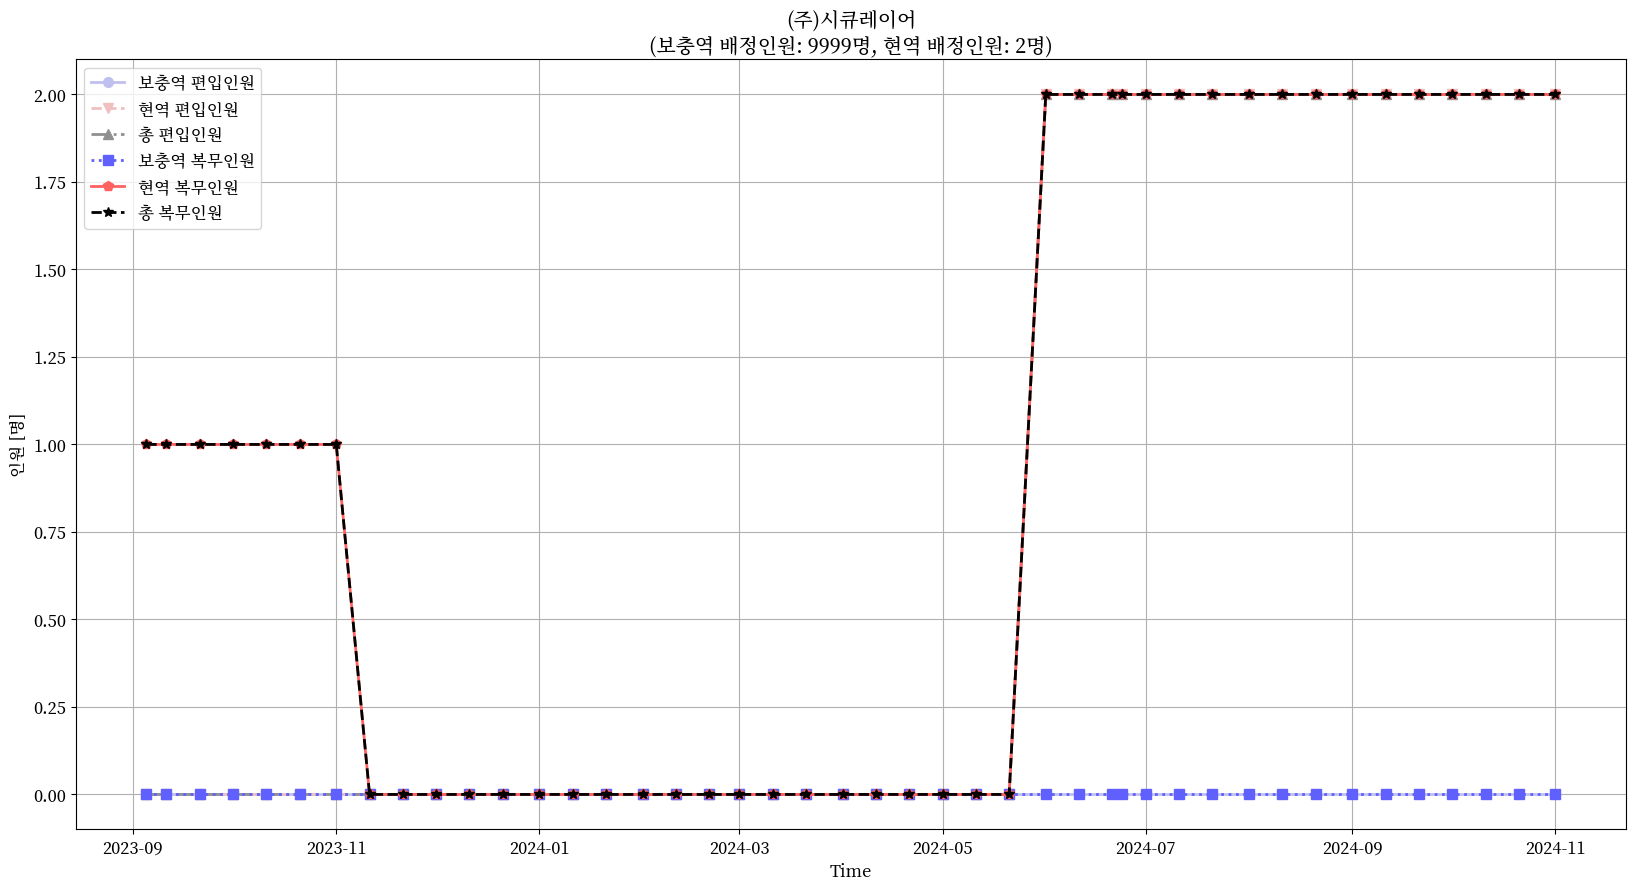 (주)시큐레이어
(보충역 배정인원: 9999명, 현역 배정인원: 2명)
보충역 편입인원
현역 편입인원
총 편입인원
보충역 복무인원
현역 복무인원
총 복무인원
2.00
1.75
1.50
1.25
1.00
0.75
0.50
0.25
0.00
인원 [명]
2023-09
2023-11
2024-01
2024-03
2024-05
2024-07
2024-09
2024-11
Time